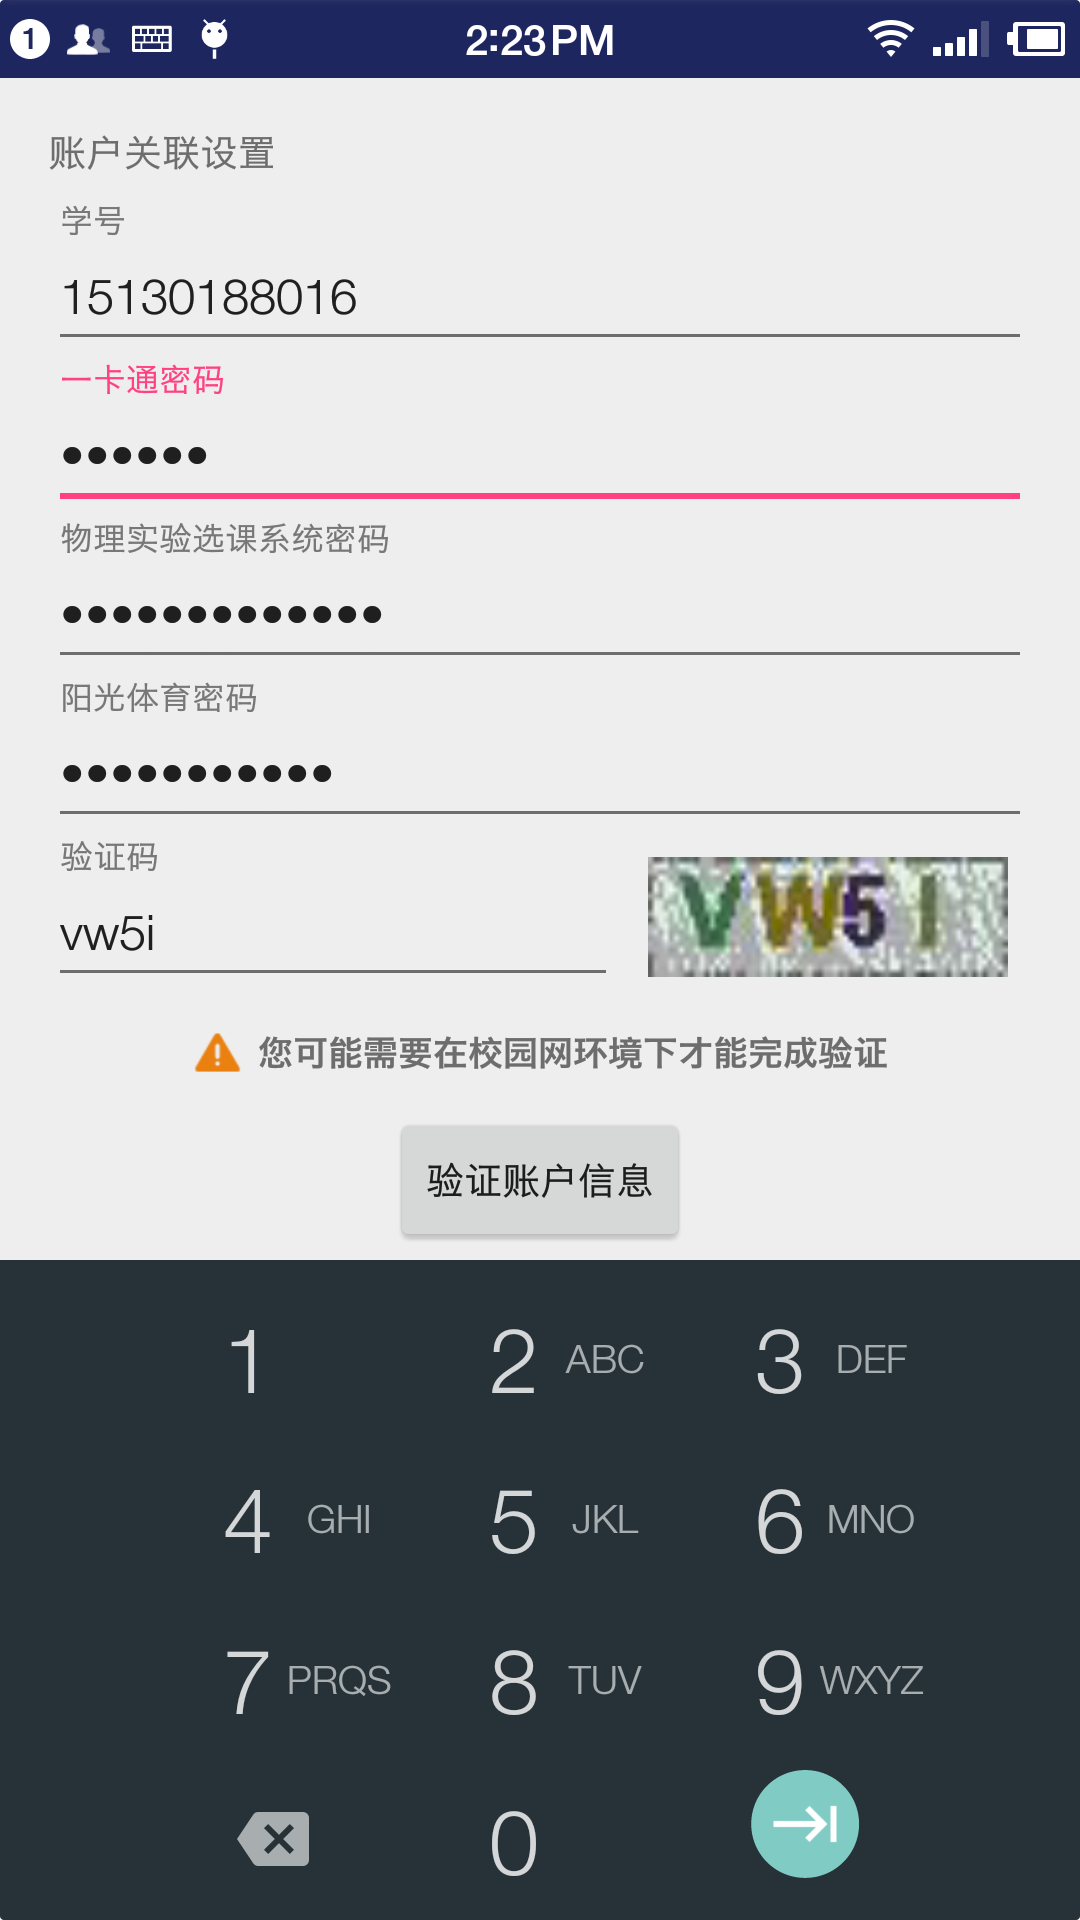 1 2:23PM
账户关联设置
学号
15130188016
一卡通密码
••••••
物理实验选课系统密码
•••••••••••••
阳光体育密码
•••••••••••
验证码
vw5i VW5I
您可能需要在校园网环境下才能完成验证
验证账户信息
1 2 ABC 3 DEF
4 GHI 5 JKL 6 MNO
7 PRQS 8 TUV 9 WXYZ
0